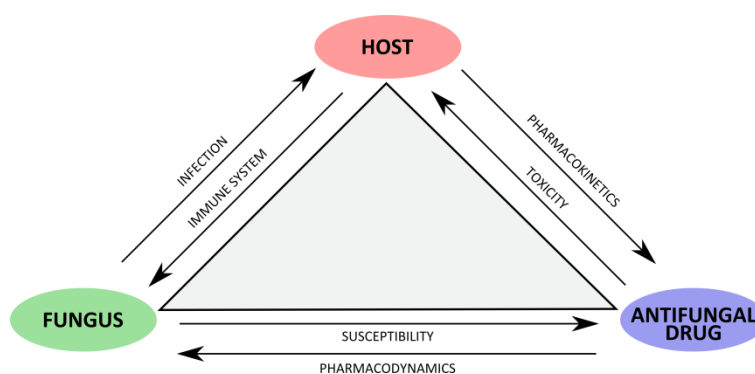 HOST
INFECTION
IMMUNE SYSTEM
PHARMACOKINETICS
TOXICITY
FUNGUS
ANTIFUNGAL
DRUG
SUSCEPTIBILITY
PHARMACODYNAMICS